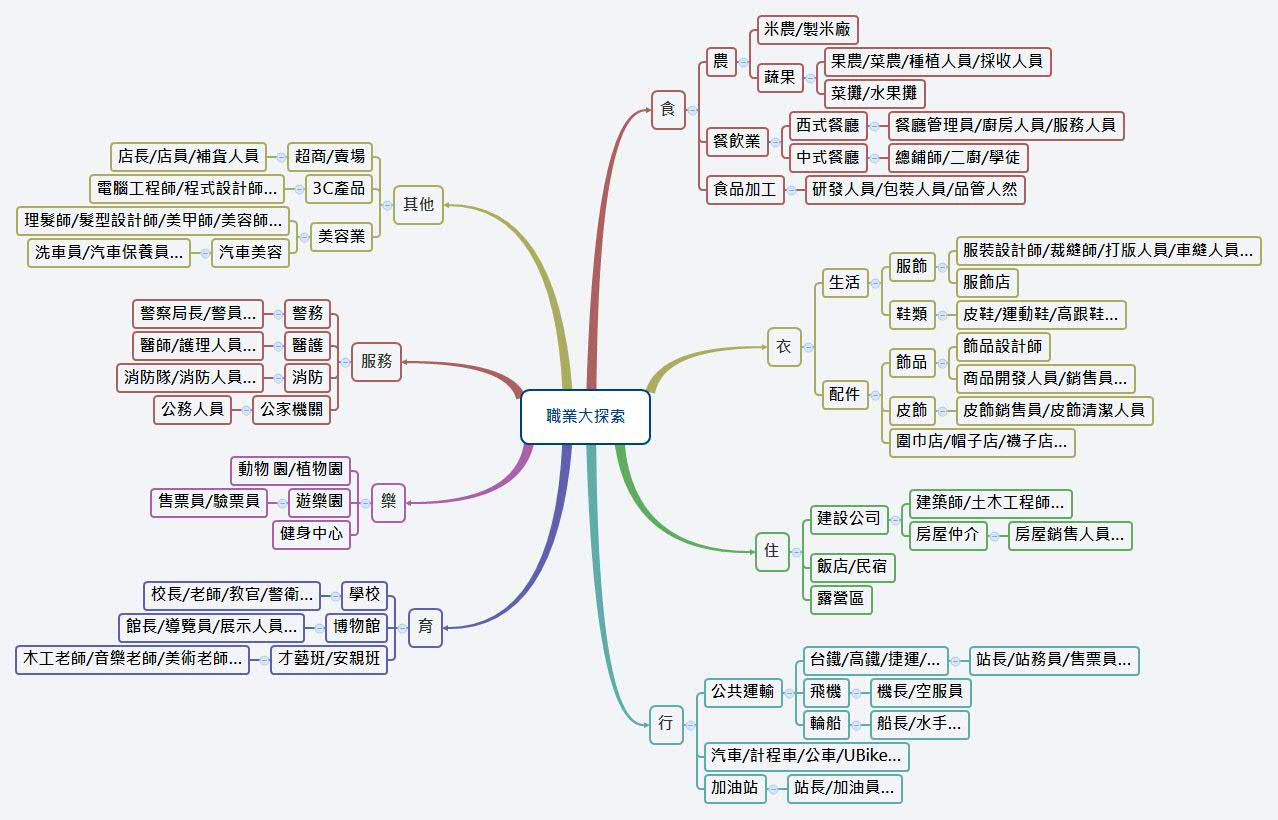 職業大探索
食
農
米農/製米廠
蔬果
果農/菜農/種植人員/採收人員
菜攤/水果攤
餐飲業
西式餐廳
餐廳管理員/廚房人員/服務人員
中式餐廳
總鋪師/二廚/學徒
食品加工
研發人員/包裝人員/品管人然
衣
生活
服飾
服裝設計師/裁縫師/打版人員/車縫人員...
服飾店
鞋類
皮鞋/運動鞋/高跟鞋...
配件
飾品
飾品設計師
商品開發人員/銷售員...
皮飾
皮飾銷售員/皮飾清潔人員
圍巾店/帽子店/襪子店...
住
建設公司
建築師/土木工程師...
房屋仲介
房屋銷售人員...
飯店/民宿
露營區
行
公共運輸
台鐵/高鐵/捷運/...
站長/站務員/售票員...
飛機
機長/空服員
輪船
船長/水手...
汽車/計程車/公車/UBike...
加油站
站長/加油員...
其他
超商/賣場
店長/店員/補貨人員
3C產品
電腦工程師/程式設計師...
美容業
理髮師/髮型設計師/美甲師/美容師...
汽車美容
洗車員/汽車保養員...
服務
警務
警察局長/警員...
醫護
醫師/護理人員...
消防
消防隊/消防人員...
公家機關
公務人員
樂
動物 園/植物園
遊樂園
售票員/驗票員
健身中心
育
學校
校長/老師/教官/警衛...
博物館
館長/導覽員/展示人員...
才藝班/安親班
木工老師/音樂老師/美術老師...